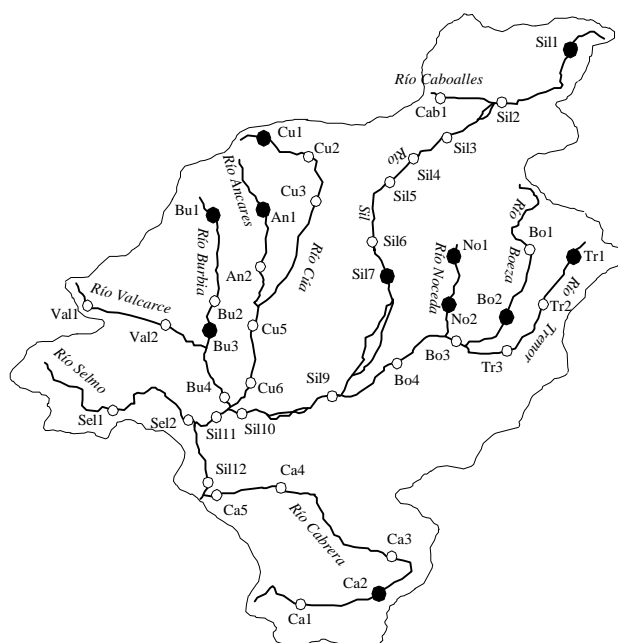 Sil1
Río Caboalles
Cab1
Sil2
Cu1
Sil3
Cu2
Río
Sil4
Río Ancares
Cu3
Sil5
Bu1
An1
Sil
Río
Bo1
Río Burbia
Río Cúa
Sil6
No1
Boeza
Tr1
An2
Sil7
Río Noceda
Río Valcarce
Bu2
Bo2
Río
Val1
Val2
Bu3
Cu5
No2
Tr2
Tremor
Río Selmo
Bo3
Tr3
Bu4
Cu6
Sil9
Bo4
Sel1
Sel2
Sil11
Sil10
Sil12
Ca4
Ca5
Río Cabrera
Ca3
Ca2
Ca1